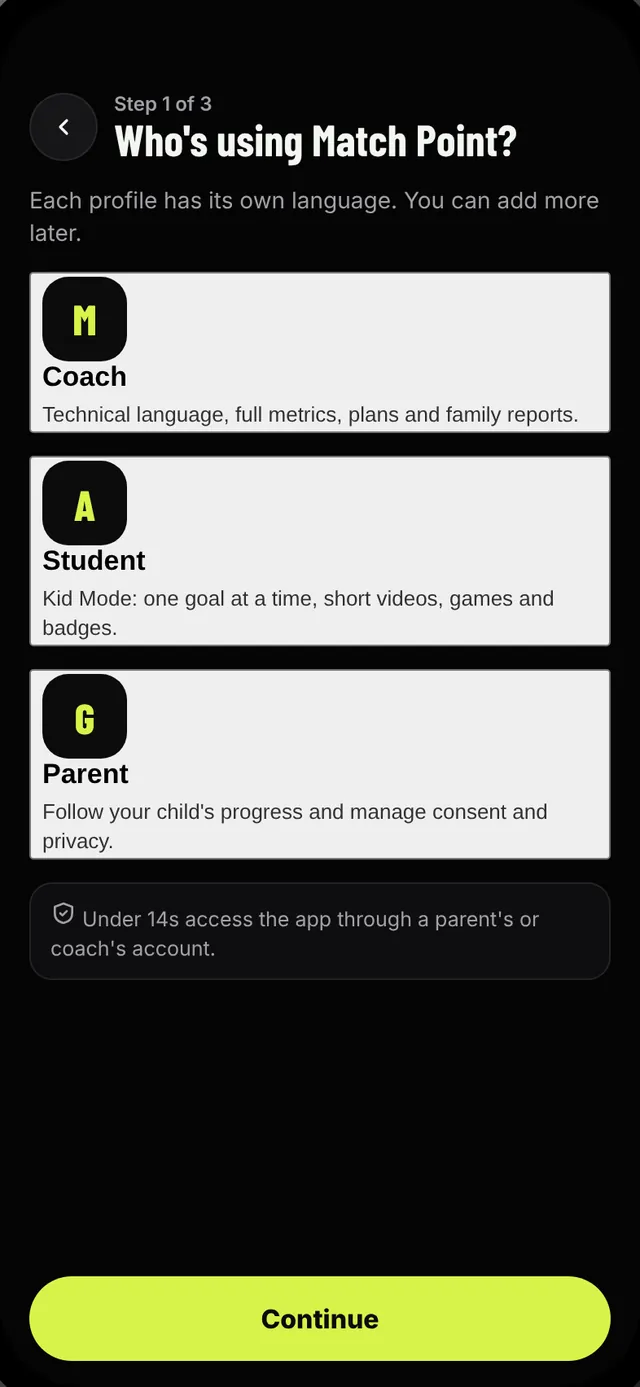 Step 1 of 3
Who's using Match Point?
Each profile has its own language. You can add more
later.
M
Coach
Technical language, full metrics, plans and family reports.
A
Student
Kid Mode: one goal at a time, short videos, games and
badges.
G
Parent
Follow your child's progress and manage consent and
privacy.
Under 14s access the app through a parent's or
coach's account.
Continue